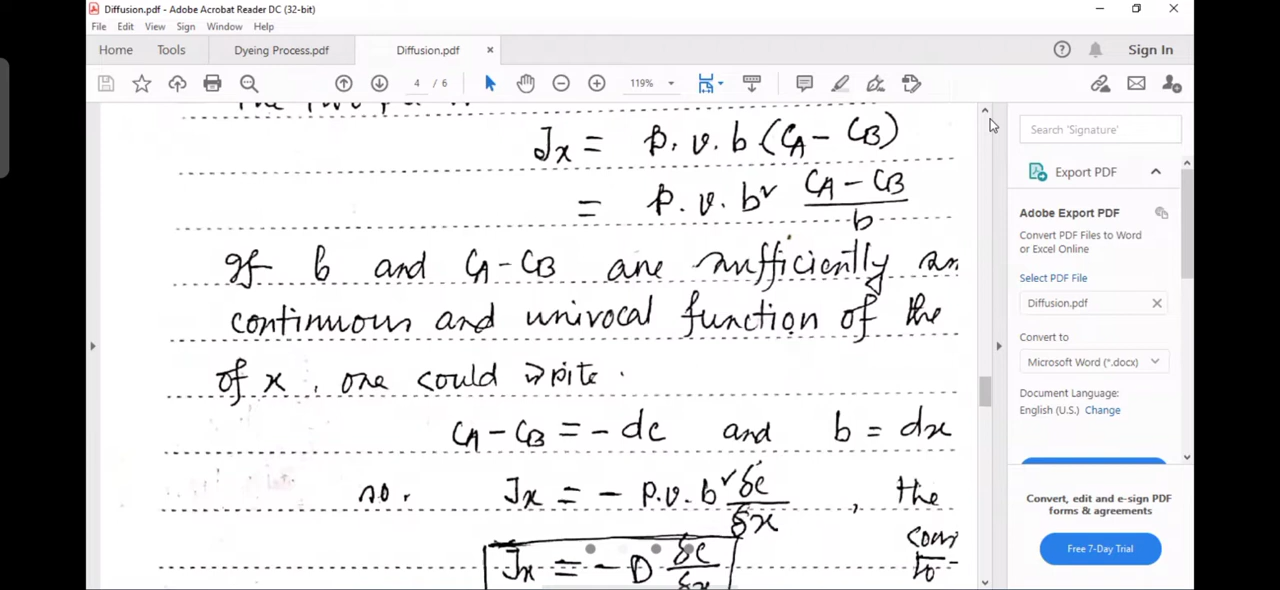 Diffusion.pdf - Adobe Acrobat Reader DC (32-bit)
File Edit View Sign Window Help
Home Tools Dyeing Process.pdf Diffusion.pdf × Sign In
4 / 6 119%
Jx = p. v. b (CA - CB)
= p. v. b² (CA - CB)/b
If b and CA - CB are sufficiently
continuous and univocal function of the
of x, one could write.
CA - CB = - dc and b = dx
so, Jx = - p.v. b² δc/δx, the
Jx = - D δc/δx
Search 'Signature'
Export PDF
Adobe Export PDF
Convert PDF Files to Word
or Excel Online
Select PDF File
Diffusion.pdf ×
Convert to
Microsoft Word (*.docx)
Document Language:
English (U.S.) Change
Convert, edit and e-sign PDF
forms & agreements
Free 7-Day Trial